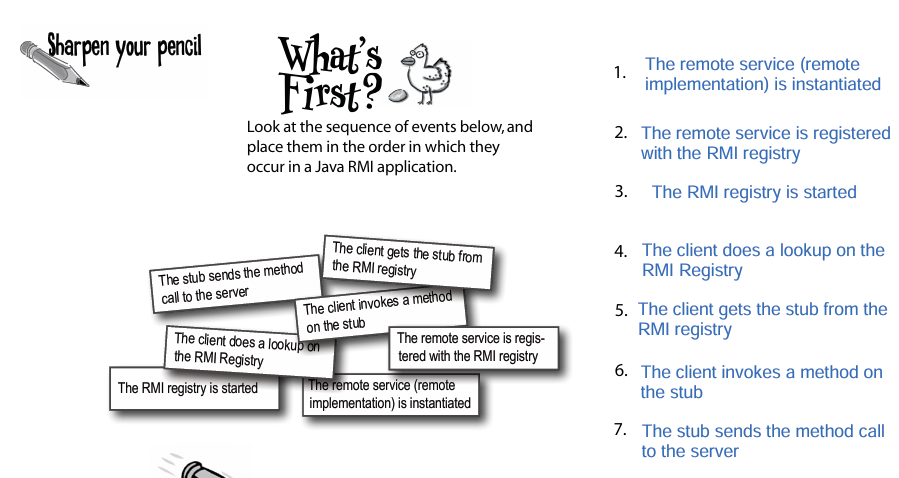 Sharpen your pencil
What's
First?
Look at the sequence of events below, and
place them in the order in which they
occur in a Java RMI application.
The client gets the stub from
the RMI registry
The stub sends the method
call to the server
The client invokes a method
on the stub
The client does a lookup on
the RMI Registry
The remote service is regis-
tered with the RMI registry
The RMI registry is started
The remote service (remote
implementation) is instantiated
1. The remote service (remote
implementation) is instantiated
2. The remote service is registered
with the RMI registry
3. The RMI registry is started
4. The client does a lookup on the
RMI Registry
5. The client gets the stub from the
RMI registry
6. The client invokes a method on
the stub
7. The stub sends the method call
to the server